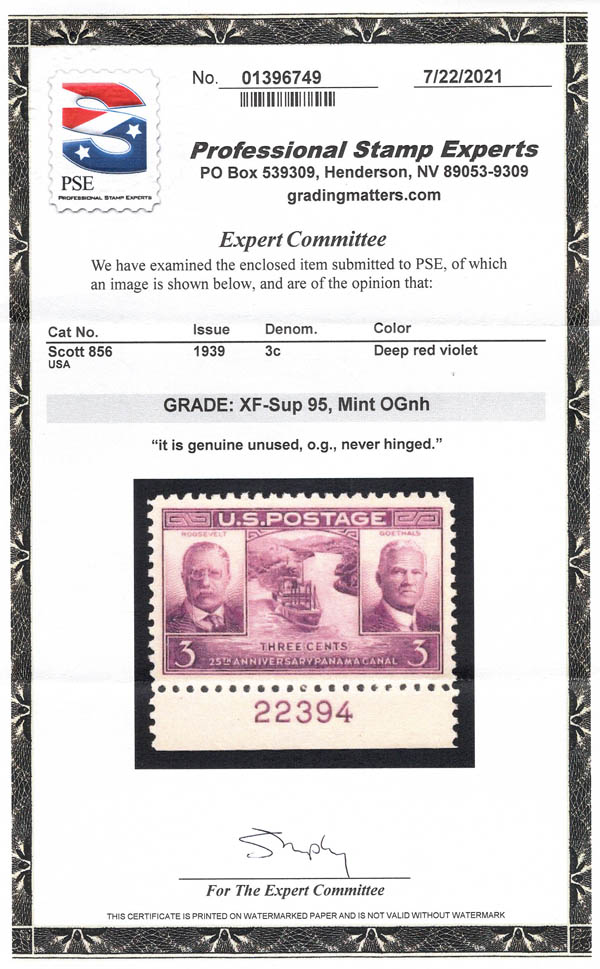 No. 01396749 7/22/2021
PSE
PROFESSIONAL STAMP EXPERTS
Professional Stamp Experts
PO Box 539309, Henderson, NV 89053-9309
gradingmatters.com
Expert Committee
We have examined the enclosed item submitted to PSE, of which
an image is shown below, and are of the opinion that:
Cat No. Issue Denom. Color
Scott 856 1939 3c Deep red violet
USA
GRADE: XF-Sup 95, Mint OGnh
“it is genuine unused, o.g., never hinged.”
U.S. POSTAGE
ROOSEVELT GOETHALS
THREE CENTS
3 25TH ANNIVERSARY PANAMA CANAL 3
22394
For The Expert Committee
THIS CERTIFICATE IS PRINTED ON WATERMARKED PAPER AND IS NOT VALID WITHOUT WATERMARK